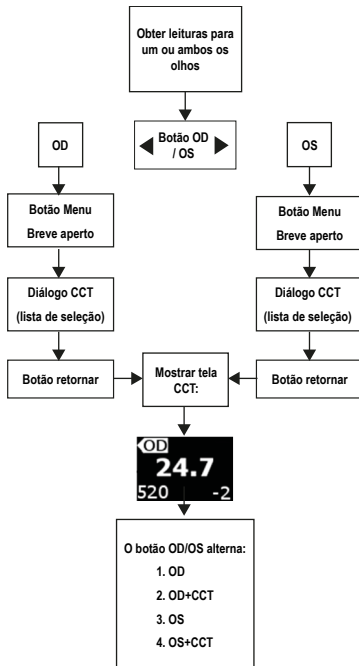 Obter leituras para
um ou ambos os
olhos
OD
Botão OD
/ OS
OS
Botão Menu
Breve aperto
Botão Menu
Breve aperto
Diálogo CCT
(lista de seleção)
Diálogo CCT
(lista de seleção)
Botão retornar
Mostrar tela
CCT:
Botão retornar
OD
24.7
520 -2
O botão OD/OS alterna:
1. OD
2. OD+CCT
3. OS
4. OS+CCT